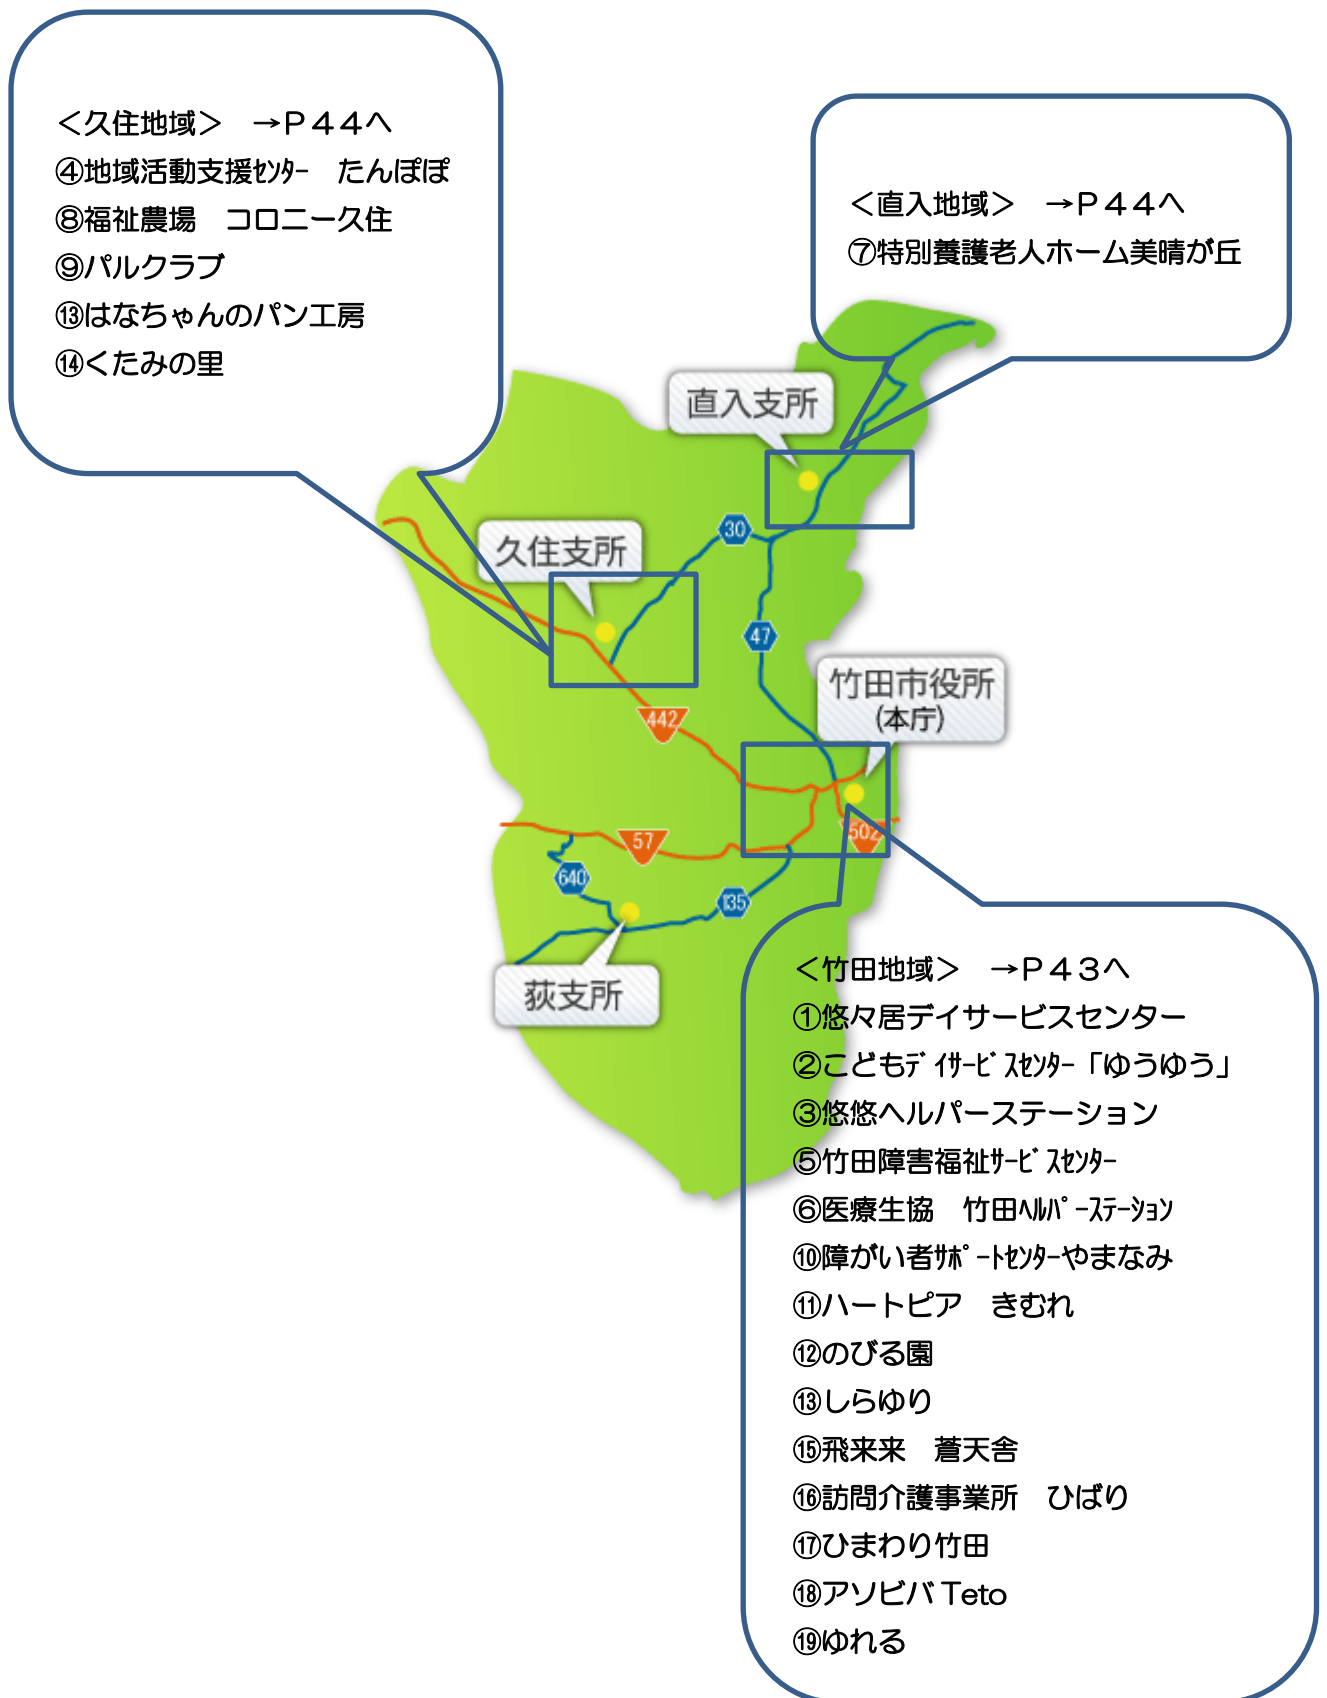 ＜久住地域＞　→Ｐ４４へ
④地域活動支援ｾﾝﾀｰ　たんぽぽ
⑧福祉農場　コロニー久住
⑨パルクラブ
⑬はなちゃんのパン工房
⑭くたみの里
＜直入地域＞　→Ｐ４４へ
⑦特別養護老人ホーム美晴が丘
直入支所
久住支所
30
47
竹田市役所
(本庁)
442
502
57
640
135
荻支所
＜竹田地域＞　→Ｐ４３へ
①悠々居デイサービスセンター
②こどもﾃﾞｲｻｰﾋﾞｽｾﾝﾀｰ「ゆうゆう」
③悠悠ヘルパーステーション
⑤竹田障害福祉ｻｰﾋﾞｽｾﾝﾀｰ
⑥医療生協　竹田ﾍﾙﾊﾟｰｽﾃｰｼｮﾝ
⑩障がい者ｻﾎﾟｰﾄｾﾝﾀｰやまなみ
⑪ハートピア　きむれ
⑫のびる園
⑬しらゆり
⑮飛来来　蒼天舎
⑯訪問介護事業所　ひばり
⑰ひまわり竹田
⑱アソビバ Teto
⑲ゆれる